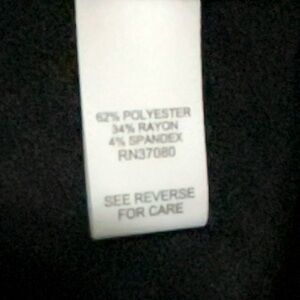 62% POLYESTER
34% RAYON
4% SPANDEX
RN37080
SEE REVERSE
FOR CARE